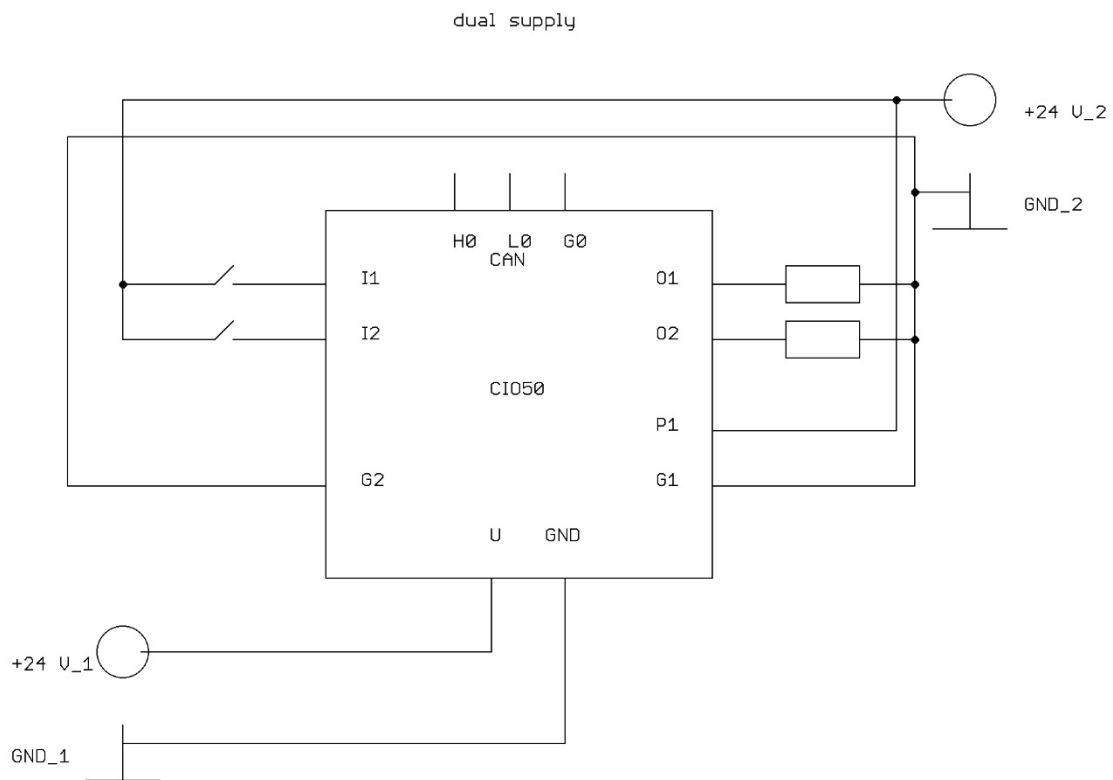 dual supply
+24 V_2
GND_2
H0 L0 G0
CAN
I1 O1
I2 O2
CIO50
P1
G2 G1
U GND
+24 V_1
GND_1